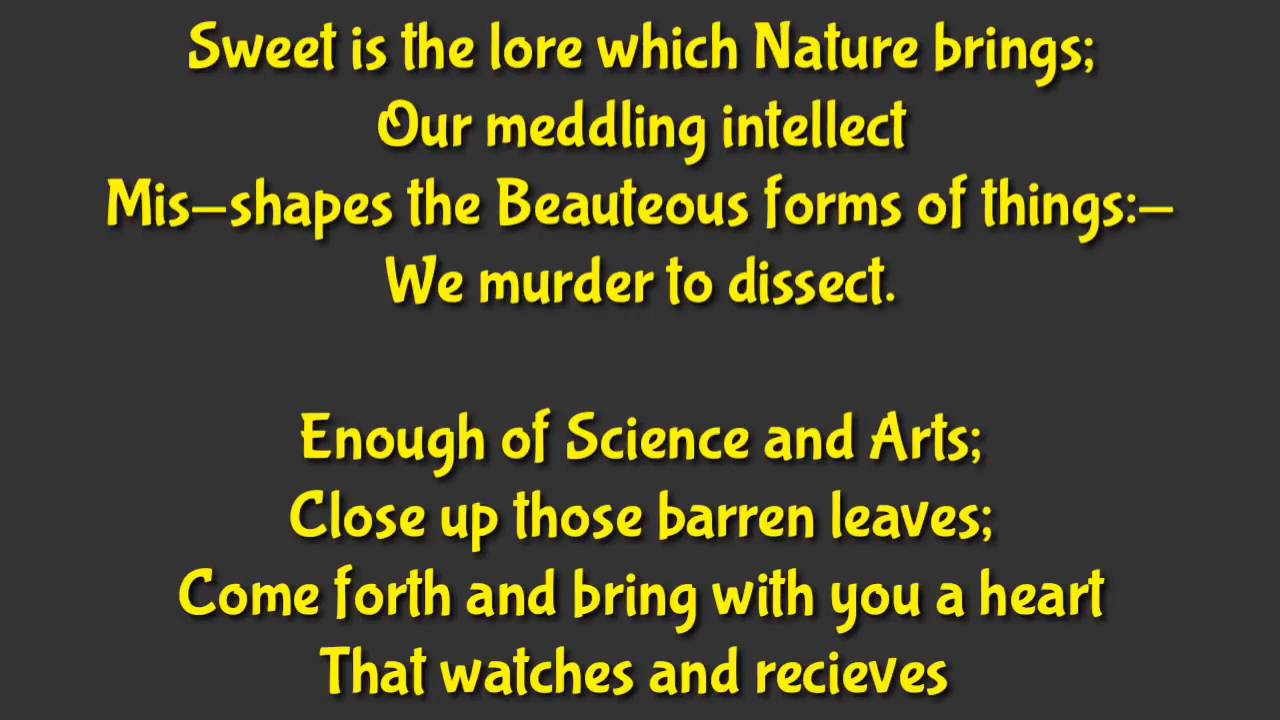 Sweet is the lore which Nature brings;
Our meddling intellect
Mis-shapes the Beauteous forms of things:-
We murder to dissect.
Enough of Science and Arts;
Close up those barren leaves;
Come forth and bring with you a heart
That watches and recieves